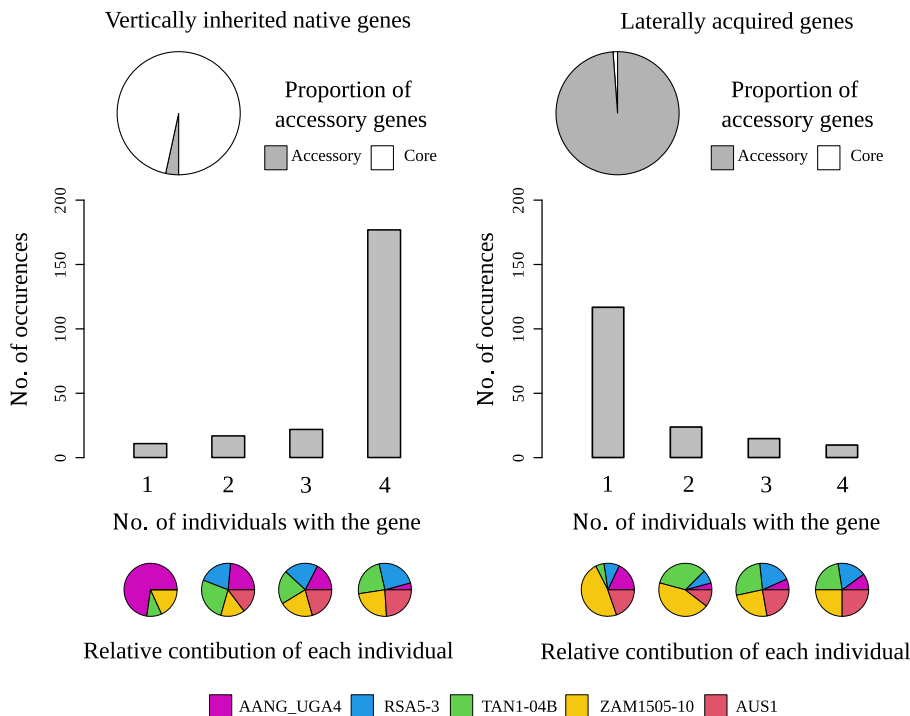 Vertically inherited native genes
Laterally acquired genes
Proportion of
accessory genes
Accessory Core
Proportion of
accessory genes
Accessory Core
No. of occurences
0 50 100 150 200
1 2 3 4
No. of individuals with the gene
No. of occurences
0 50 100 150 200
1 2 3 4
No. of individuals with the gene
Relative contibution of each individual
Relative contibution of each individual
AANG_UGA4 RSA5-3 TAN1-04B ZAM1505-10 AUS1